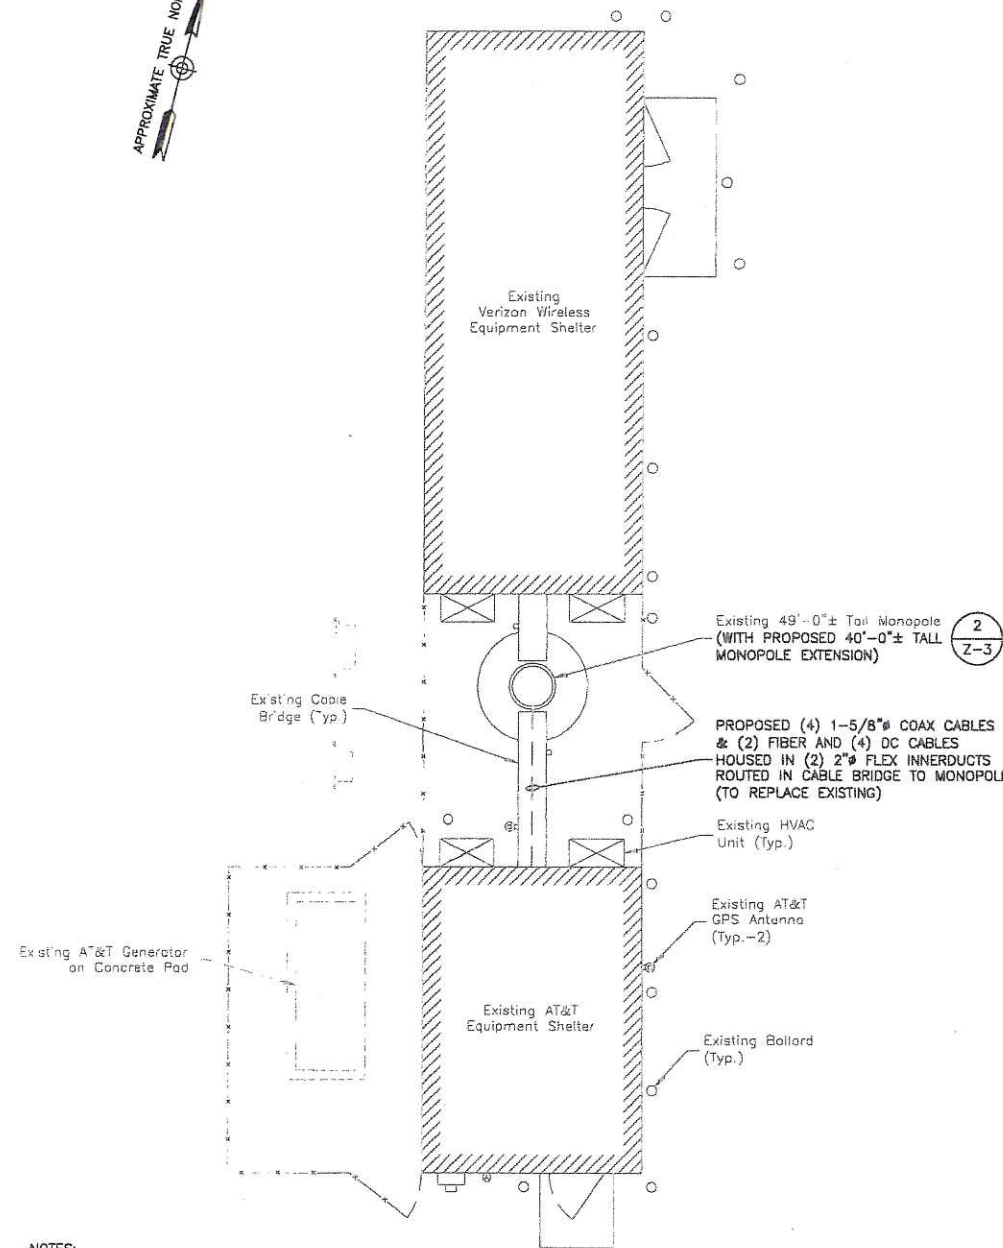 APPROXIMATE TRUE
Existing
Verizon Wireless
Equipment Shelter
Existing 49'-0"± Tall Monopole
(WITH PROPOSED 40'-0"± TALL
MONOPOLE EXTENSION)
2
Z-3
Existing Cable
Bridge (Typ.)
PROPOSED (4) 1-5/8"ø COAX CABLES
& (2) FIBER AND (4) DC CABLES
HOUSED IN (2) 2"ø FLEX INNERDUCTS
ROUTED IN CABLE BRIDGE TO MONOPOL
(TO REPLACE EXISTING)
Existing HVAC
Unit (Typ.)
Existing AT&T
GPS Antenna
(Typ.-2)
Existing AT&T Generator
on Concrete Pad
Existing AT&T
Equipment Shelter
Existing Bollard
(Typ.)
NOTES: